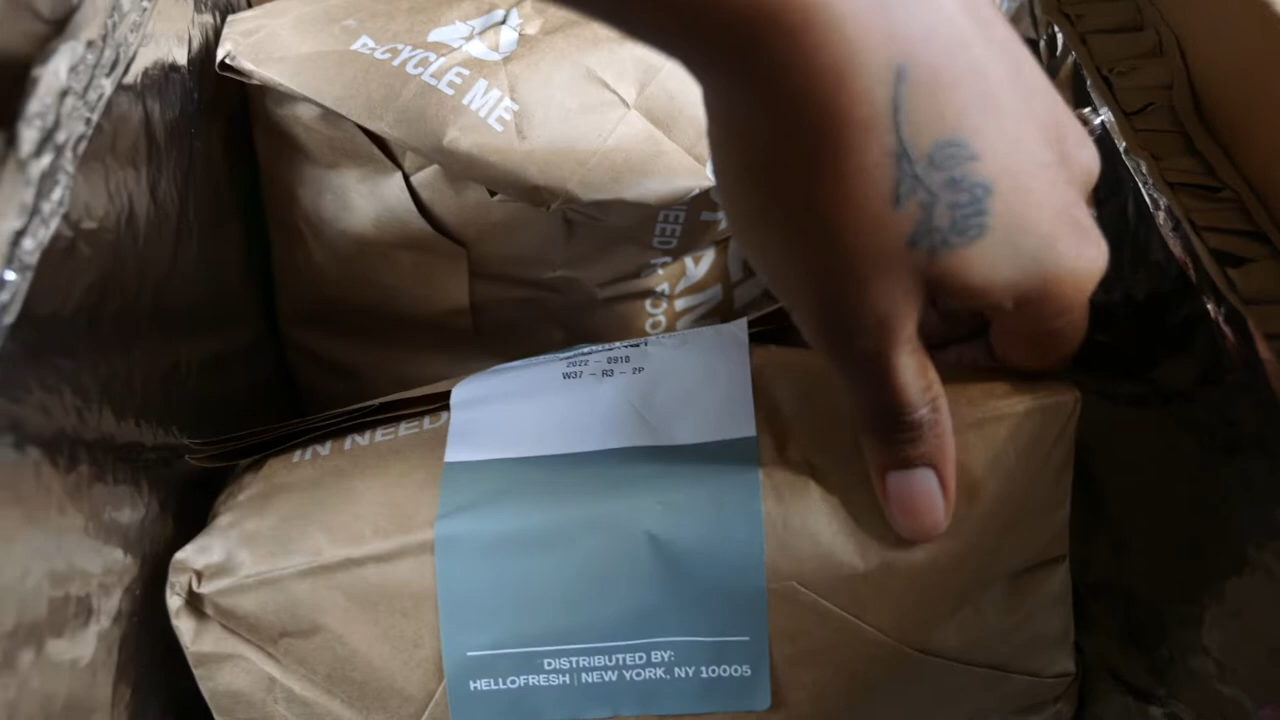 RECYCLE ME
2022 – 0910
W37 – R3 – 2P
IN NEED
DISTRIBUTED BY:
HELLOFRESH | NEW YORK, NY 10005